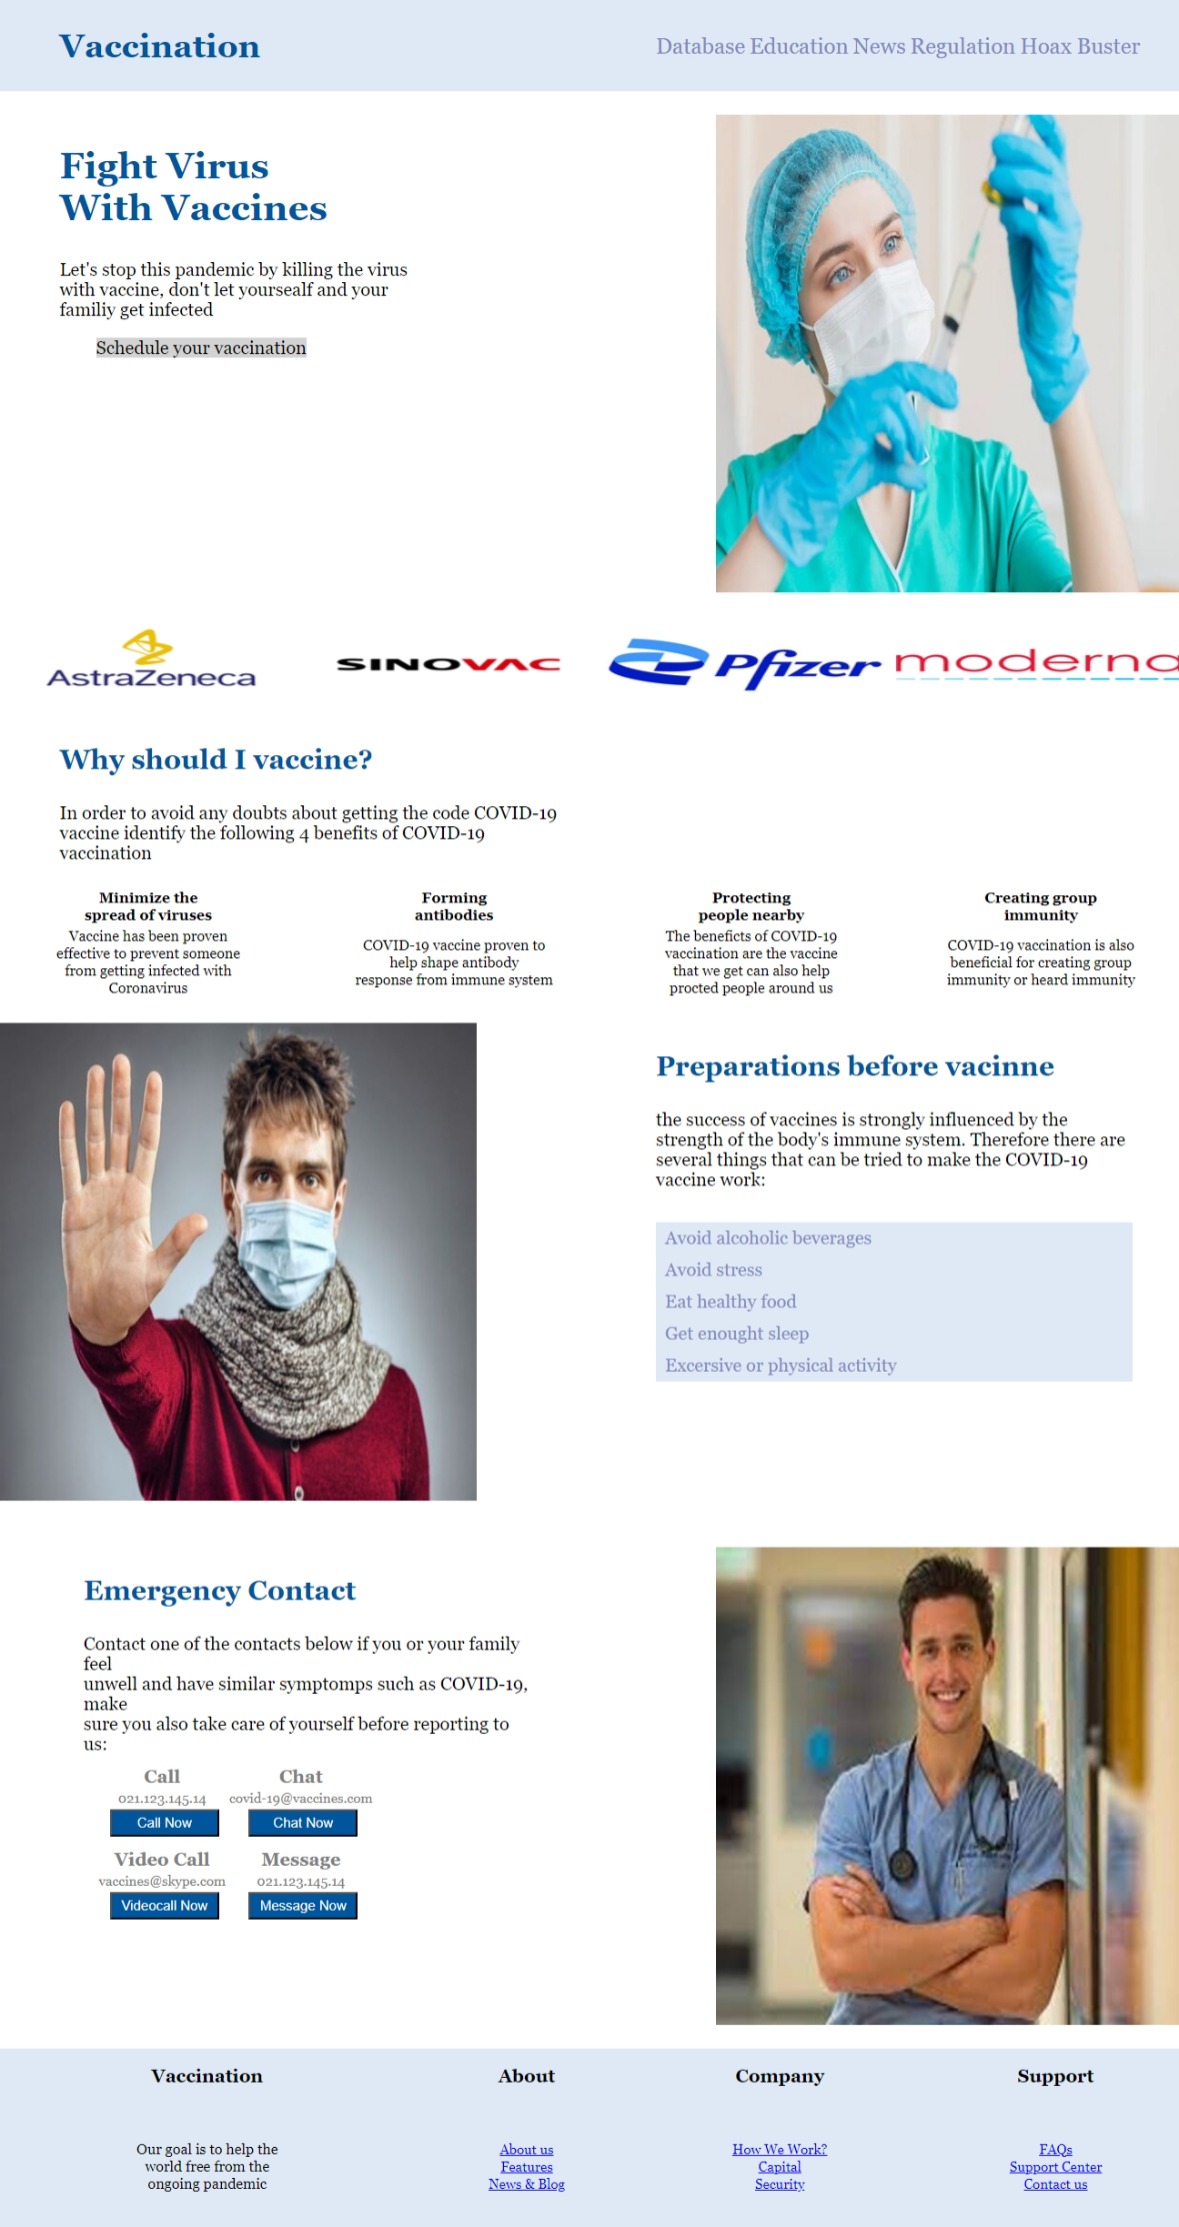 Vaccination
Database Education News Regulation Hoax Buster
Fight Virus
With Vaccines
Let's stop this pandemic by killing the virus
with vaccine, don't let yoursealf and your
familiy get infected
Schedule your vaccination
AstraZeneca
SINOVAC
Pfizer
moderna
Why should I vaccine?
In order to avoid any doubts about getting the code COVID-19
vaccine identify the following 4 benefits of COVID-19
vaccination
Minimize the
spread of viruses
Vaccine has been proven
effective to prevent someone
from getting infected with
Coronavirus
Forming
antibodies
COVID-19 vaccine proven to
help shape antibody
response from immune system
Protecting
people nearby
The beneficts of COVID-19
vaccination are the vaccine
that we get can also help
procted people around us
Creating group
immunity
COVID-19 vaccination is also
beneficial for creating group
immunity or heard immunity
Preparations before vacinne
the success of vaccines is strongly influenced by the
strength of the body's immune system. Therefore there are
several things that can be tried to make the COVID-19
vaccine work:
Avoid alcoholic beverages
Avoid stress
Eat healthy food
Get enought sleep
Excersive or physical activity
Emergency Contact
Contact one of the contacts below if you or your family
feel
unwell and have similar symptomps such as COVID-19,
make
sure you also take care of yourself before reporting to
us:
Call
021.123.145.14
Call Now
Chat
covid-19@vaccines.com
Chat Now
Video Call
vaccines@skype.com
Videocall Now
Message
021.123.145.14
Message Now
Vaccination
Our goal is to help the
world free from the
ongoing pandemic
About
About us
Features
News & Blog
Company
How We Work?
Capital
Security
Support
FAQs
Support Center
Contact us